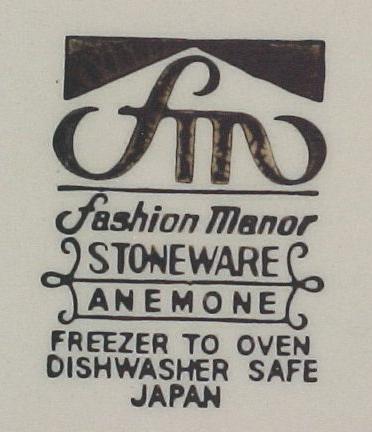 fm
fashion manor
STONEWARE
ANEMONE
FREEZER TO OVEN
DISHWASHER SAFE
JAPAN